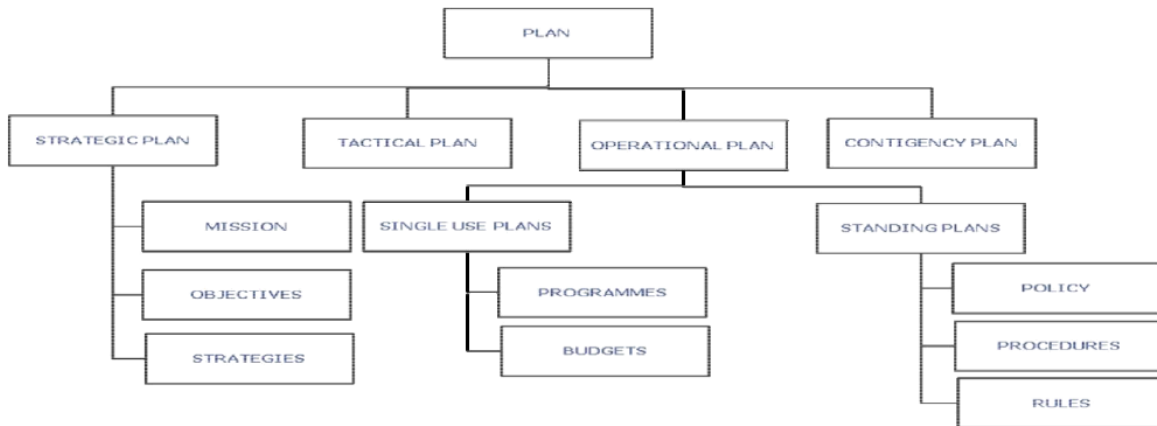 PLAN
STRATEGIC PLAN
TACTICAL PLAN
OPERATIONAL PLAN
CONTIGENCY PLAN
MISSION
OBJECTIVES
STRATEGIES
SINGLE USE PLANS
PROGRAMMES
BUDGETS
STANDING PLANS
POLICY
PROCEDURES
RULES